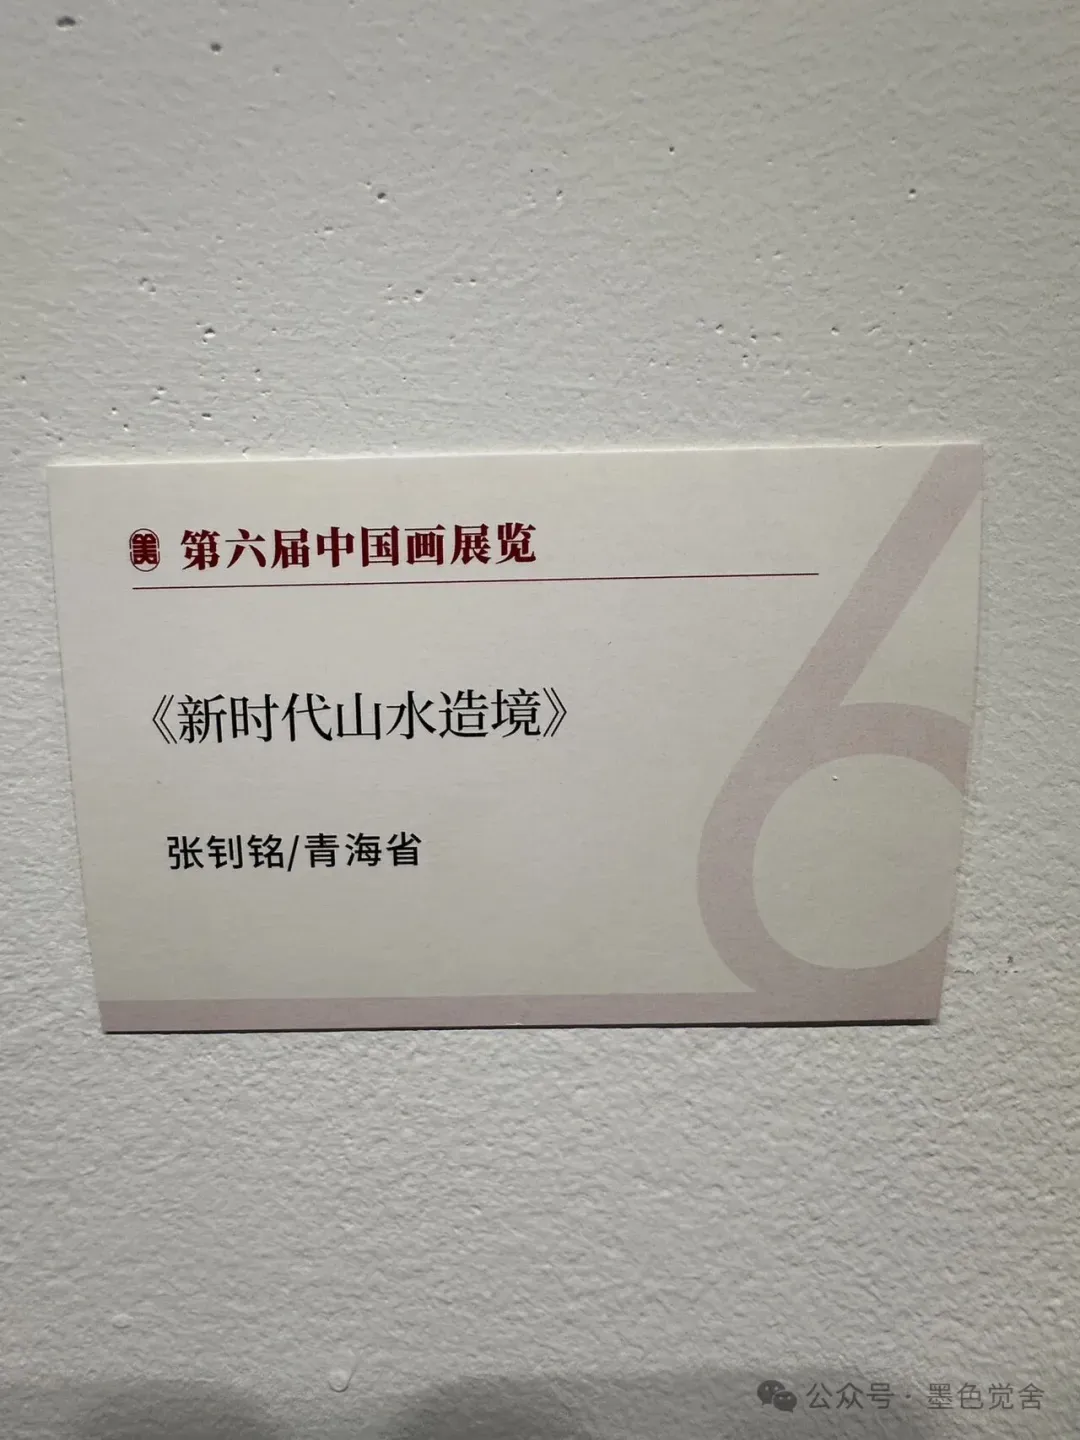 美 第六届中国画展览
《新时代山水造境》
张钊铭/青海省
公众号·墨色觉舍